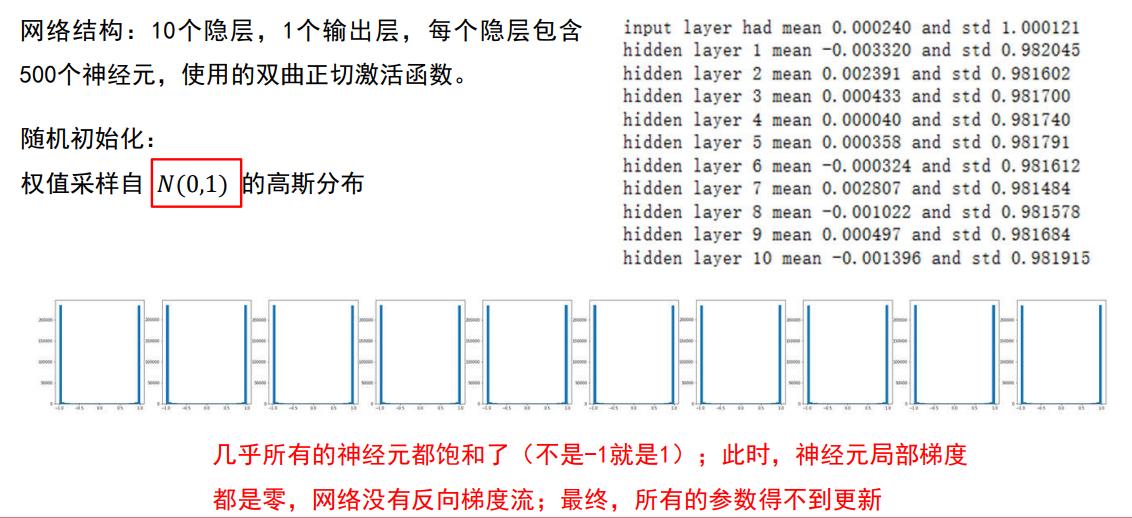 网络结构：10个隐层，1个输出层，每个隐层包含
500个神经元，使用的双曲正切激活函数。
随机初始化：
权值采样自 N(0,1) 的高斯分布
input layer had mean 0.000240 and std 1.000121
hidden layer 1 mean -0.003320 and std 0.982045
hidden layer 2 mean 0.002391 and std 0.981602
hidden layer 3 mean 0.000433 and std 0.981700
hidden layer 4 mean 0.000040 and std 0.981740
hidden layer 5 mean 0.000358 and std 0.981791
hidden layer 6 mean -0.000324 and std 0.981612
hidden layer 7 mean 0.002807 and std 0.981484
hidden layer 8 mean -0.001022 and std 0.981578
hidden layer 9 mean 0.000497 and std 0.981684
hidden layer 10 mean -0.001396 and std 0.981915
几乎所有的神经元都饱和了（不是-1就是1）；此时，神经元局部梯度
都是零，网络没有反向梯度流；最终，所有的参数得不到更新